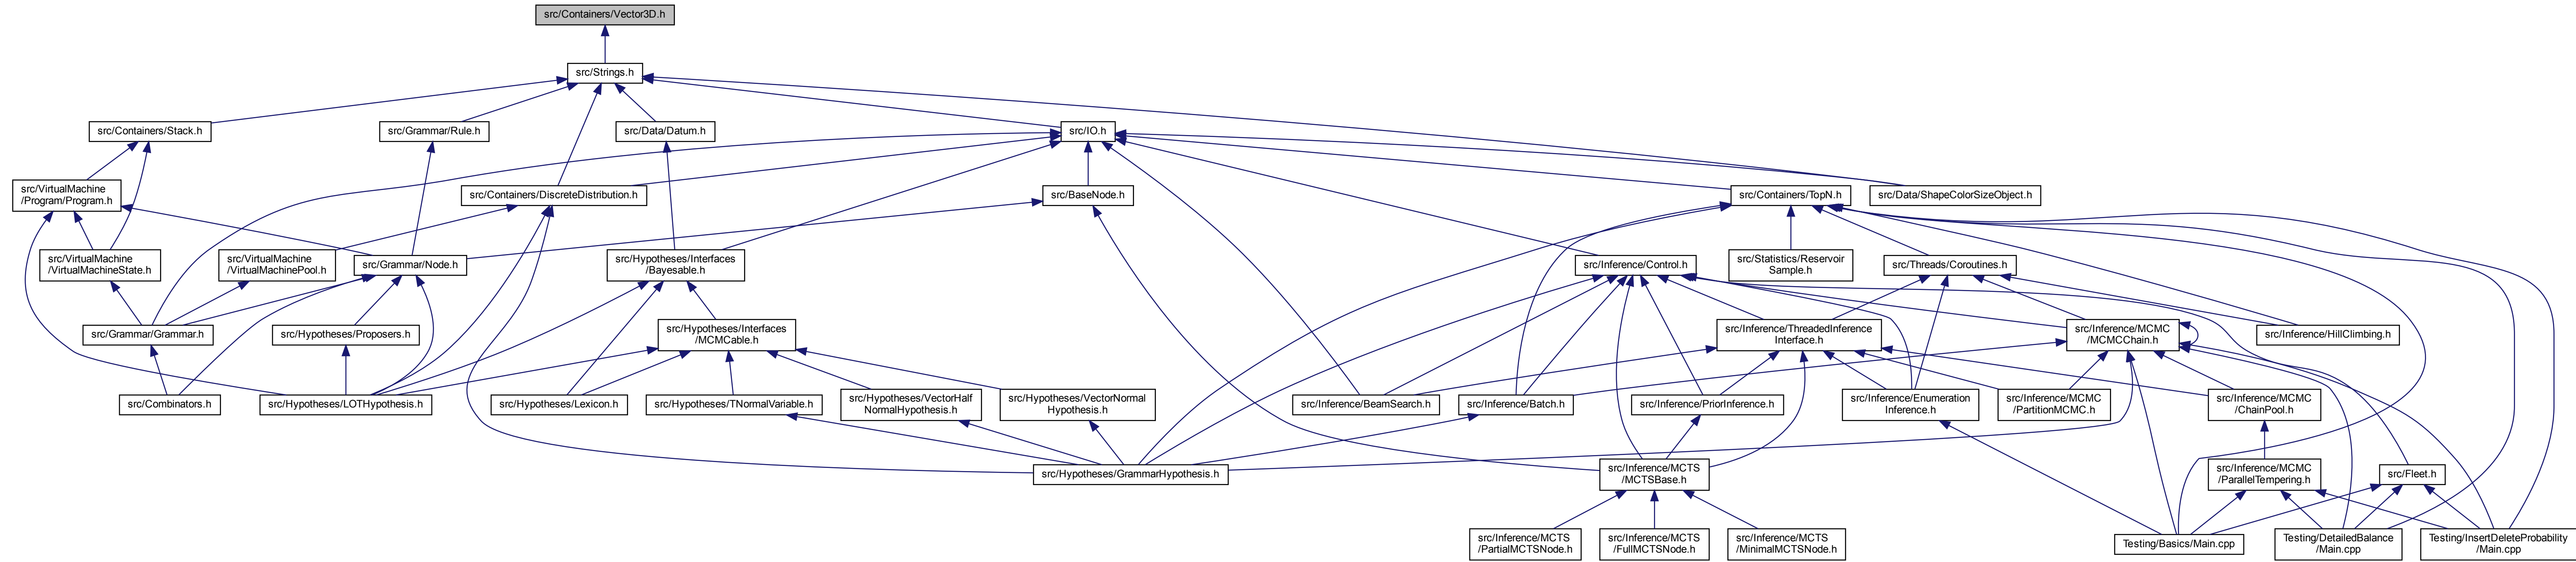 src/Containers/Vector3D.h
src/Strings.h
src/Containers/Stack.h
src/Grammar/Rule.h
src/Data/Datum.h
src/IO.h
src/VirtualMachine
/Program/Program.h
src/Containers/DiscreteDistribution.h
src/BaseNode.h
src/Containers/TopN.h
src/Data/ShapeColorSizeObject.h
src/VirtualMachine
/VirtualMachineState.h
src/VirtualMachine
/VirtualMachinePool.h
src/Grammar/Node.h
src/Hypotheses/Interfaces
/Bayesable.h
src/Inference/Control.h
src/Statistics/Reservoir
Sample.h
src/Threads/Coroutines.h
src/Grammar/Grammar.h
src/Hypotheses/Proposers.h
src/Hypotheses/Interfaces
/MCMCable.h
src/Inference/ThreadedInference
Interface.h
src/Inference/MCMC
/MCMCChain.h
src/Inference/HillClimbing.h
src/Combinators.h
src/Hypotheses/LOTHypothesis.h
src/Hypotheses/Lexicon.h
src/Hypotheses/TNormalVariable.h
src/Hypotheses/VectorHalf
NormalHypothesis.h
src/Hypotheses/VectorNormal
Hypothesis.h
src/Inference/BeamSearch.h
src/Inference/Batch.h
src/Inference/PriorInference.h
src/Inference/Enumeration
Inference.h
src/Inference/MCMC
/PartitionMCMC.h
src/Inference/MCMC
/ChainPool.h
src/Hypotheses/GrammarHypothesis.h
src/Inference/MCTS
/MCTSBase.h
src/Inference/MCMC
/ParallelTempering.h
src/Fleet.h
src/Inference/MCTS
/PartialMCTSNode.h
src/Inference/MCTS
/FullMCTSNode.h
src/Inference/MCTS
/MinimalMCTSNode.h
Testing/Basics/Main.cpp
Testing/DetailedBalance
/Main.cpp
Testing/InsertDeleteProbability
/Main.cpp